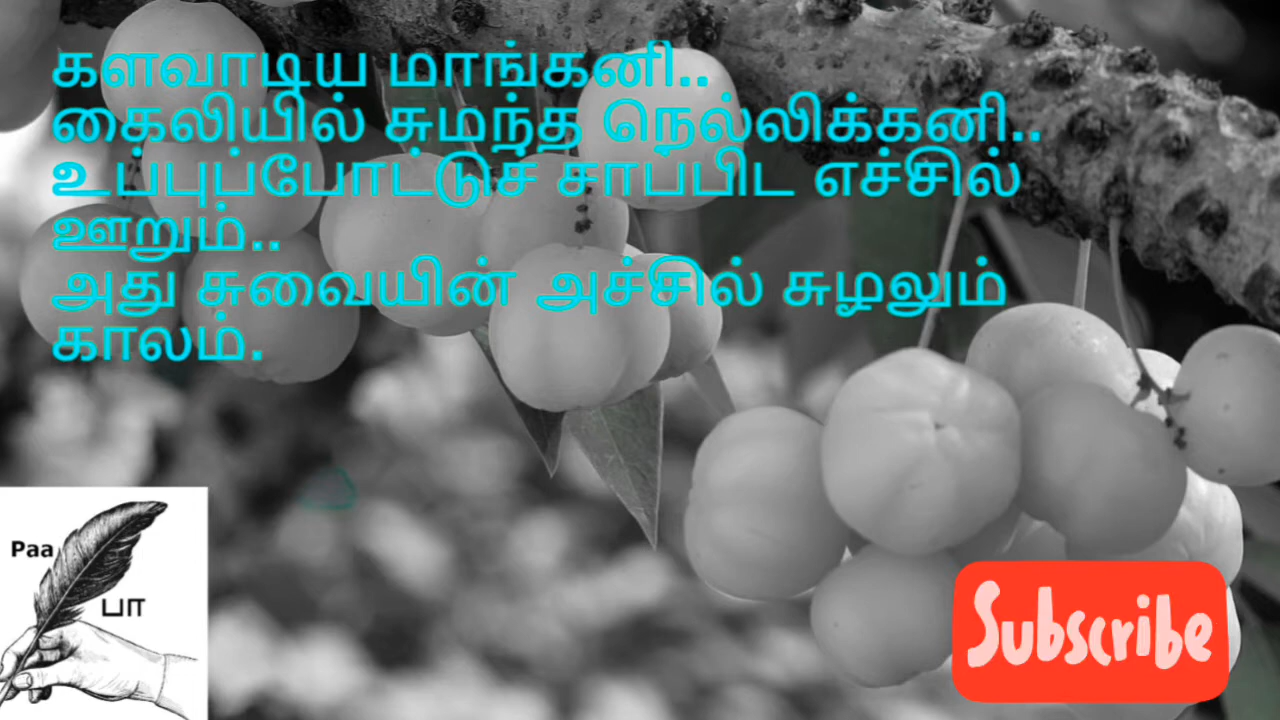 களவாடிய மாங்கனி..
கைலியில் சுமந்த நெல்லிக்கனி..
உப்புப்போட்டுச் சாப்பிட எச்சில்
ஊறும்..
அது சுவையின் அச்சில் சுழலும்
காலம்.
Paa
பா
Subscribe